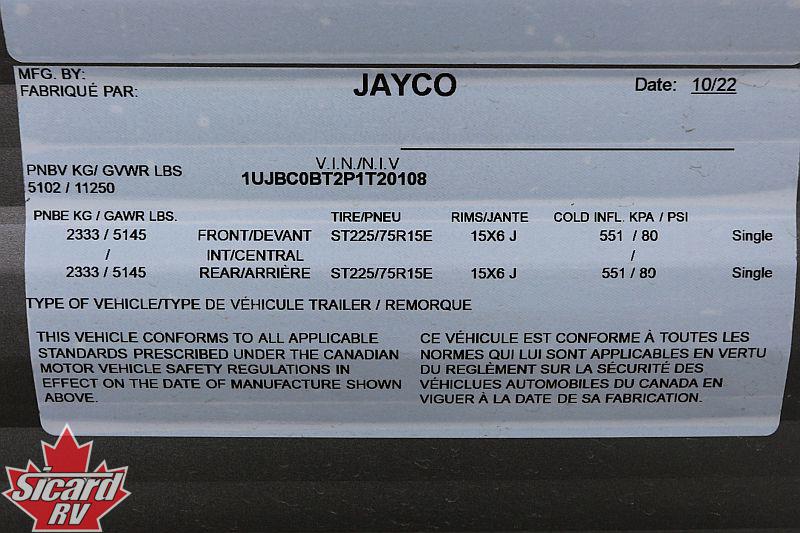 MFG. BY:
FABRIQUÉ PAR:
JAYCO
Date: 10/22
V.I.N./N.I.V
PNBV KG/ GVWR LBS
5102 / 11250
1UJBC0BT2P1T20108
PNBE KG / GAWR LBS. TIRE/PNEU RIMS/JANTE COLD INFL. KPA / PSI
2333 / 5145 FRONT/DEVANT ST225/75R15E 15X6 J 551 / 80 Single
/ INT/CENTRAL /
2333 / 5145 REAR/ARRIÈRE ST225/75R15E 15X6 J 551 / 80 Single
TYPE OF VEHICLE/TYPE DE VÉHICULE TRAILER / REMORQUE
THIS VEHICLE CONFORMS TO ALL APPLICABLE
STANDARDS PRESCRIBED UNDER THE CANADIAN
MOTOR VEHICLE SAFETY REGULATIONS IN
EFFECT ON THE DATE OF MANUFACTURE SHOWN
ABOVE.
CE VÉHICULE EST CONFORME À TOUTES LES
NORMES QUI LUI SONT APPLICABLES EN VERTU
DU REGLÈMENT SUR LA SÉCURITÉ DES
VÉHICLUES AUTOMOBILES DU CANADA EN
VIGUER À LA DATE DE SA FABRICATION.
Sicard
RV